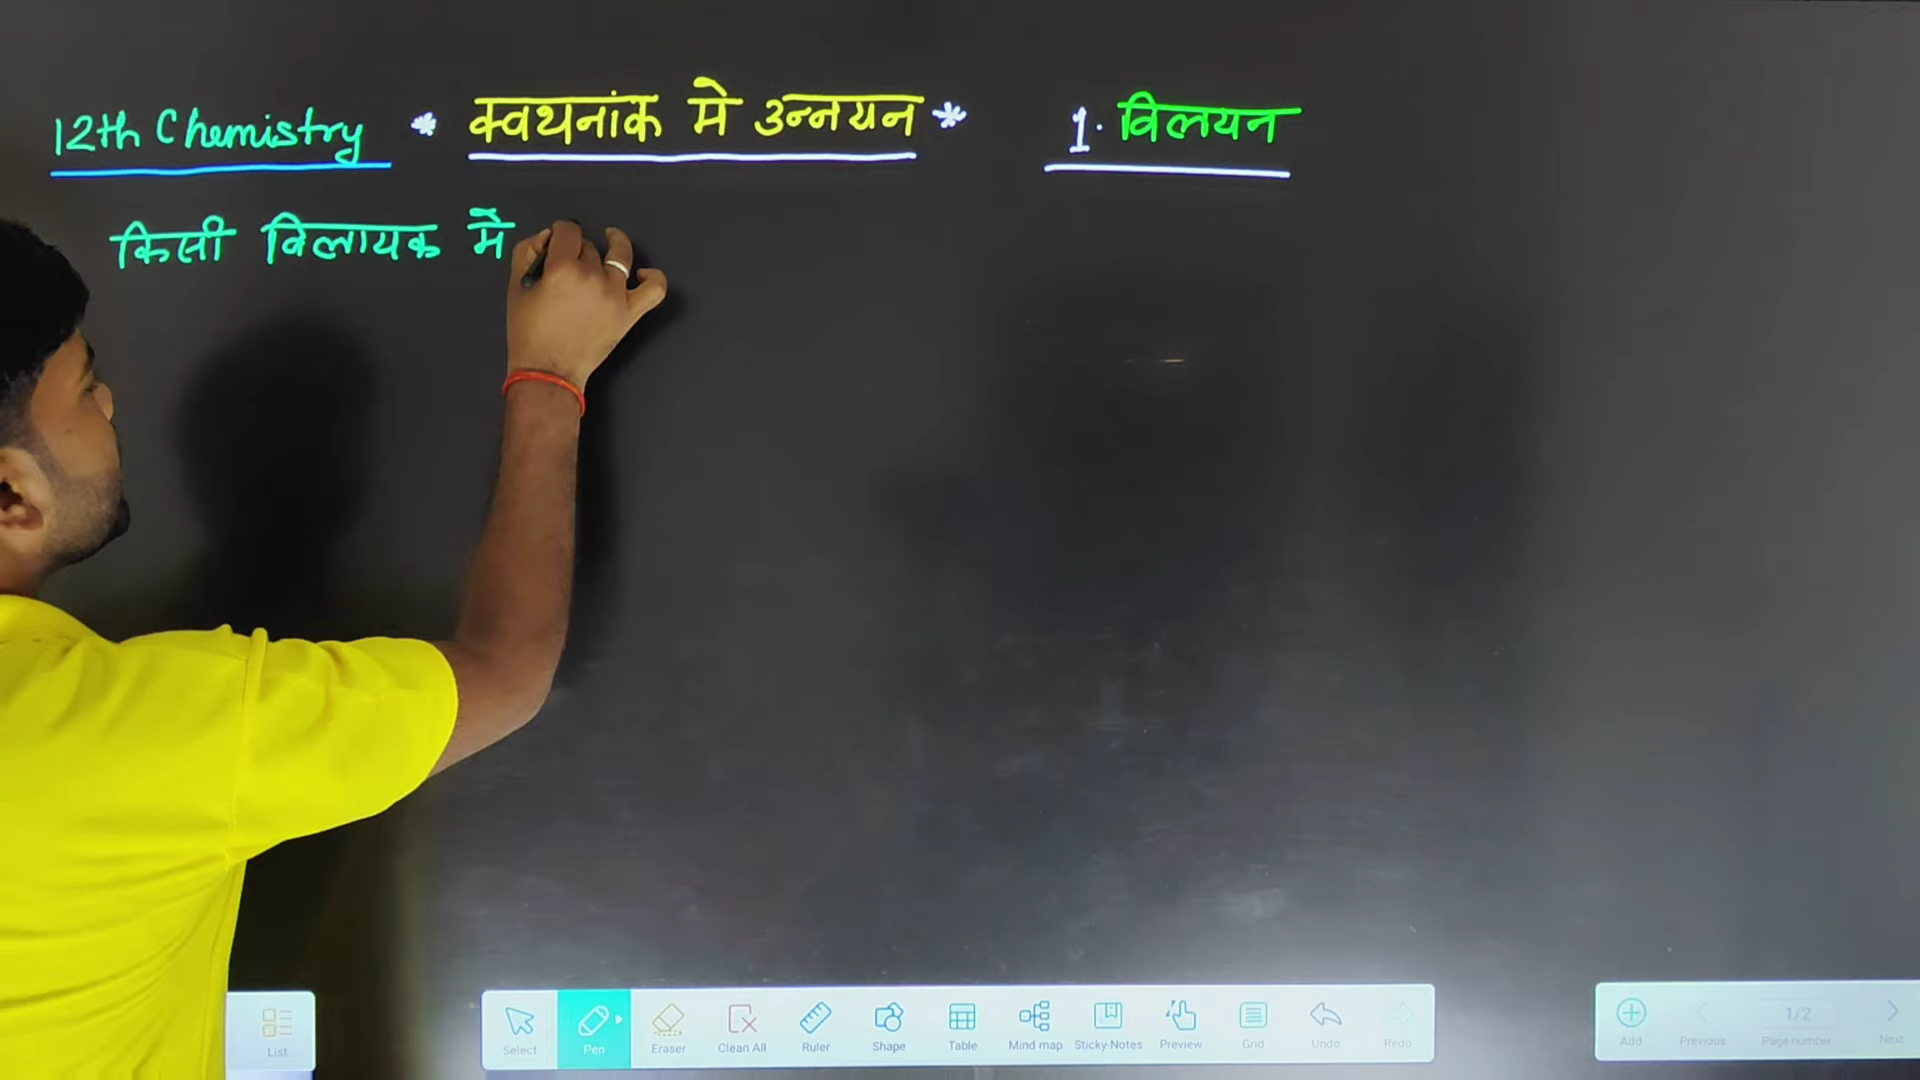 12th Chemistry * क्वथनांक मे उन्नयन * 1. विलयन
किसी विलायक मे
List Select Pen Eraser Clean All Ruler Shape Table Mind map Sticky-Notes Preview Grid Undo Redo Add Previous 1/2 Page number Next